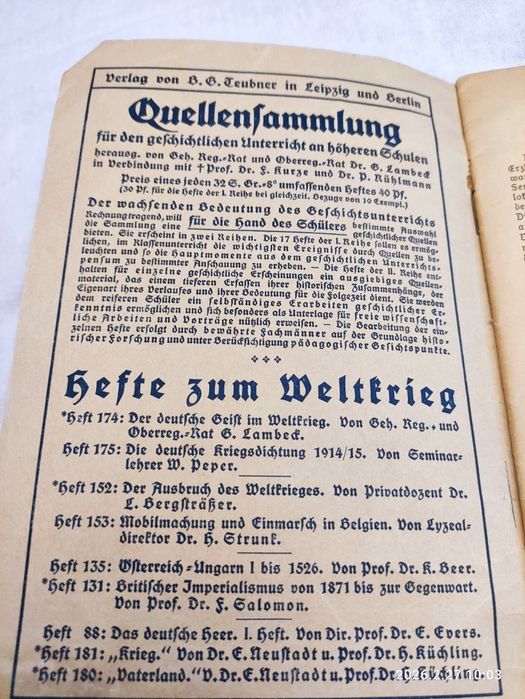 Verlag von B. G. Teubner in Leipzig und Berlin
Quellensammlung
für den geschichtlichen Unterricht an höheren Schulen
herausg. von Geh. Reg.-Rat und Oberreg.-Rat Dr. G. Lambeck
in Verbindung mit † Prof. Dr. F. Kurze und Dr. P. Rühlmann
Preis eines jeden 32 S. Gr.-8° umfassenden Heftes 40 Pf.
(30 Pf. für die Hefte der I. Reihe bei gleichzeit. Bezuge von 10 Exempl.)
Der wachsenden Bedeutung des Geschichtsunterrichts
Rechnung tragend, will für die Hand des Schülers bestimmte Auswahl
die Sammlung eine geschichtlicher Quellen
bieten. Sie erscheint in zwei Reihen. Die 17 Hefte der I. Reihe sollen es ermög-
lichen, im Klassenunterricht die wichtigsten Ereignisse durch Quellen zu be-
leuchten und so die Hauptmomente aus dem geschichtlichen Unterrichts-
pensum zu bestimmter Anschauung zu erheben. — Die Hefte der II. Reihe ent-
halten für einzelne geschichtliche Erscheinungen ein ausgiebiges Quellen-
material, das einem tieferen Erfassen ihrer historischen Zusammenhänge, der
Eigenart ihres Verlaufes und ihrer Bedeutung für die Folgezeit dient. Sie werden
dem reiferen Schüler ein selbständiges Erarbeiten geschichtlicher Er-
kenntnis ermöglichen und sich besonders als Unterlage für freie wissenschaft-
liche Arbeiten und Vorträge nützlich erweisen. — Die Bearbeitung der ein-
zelnen Hefte erfolgt durch bewährte Fachmänner auf der Grundlage histo-
rischer Forschung und unter Berücksichtigung pädagogischer Gesichtspunkte.
Hefte zum Weltkrieg
*Heft 174: Der deutsche Geist im Weltkrieg. Von Geh. Reg.- und
Oberreg.-Rat G. Lambeck.
Heft 175: Die deutsche Kriegsdichtung 1914/15. Von Seminar-
lehrer W. Peper.
*Heft 152: Der Ausbruch des Weltkrieges. Von Privatdozent Dr.
L. Bergsträßer.
Heft 153: Mobilmachung und Einmarsch in Belgien. Von Lyzeal-
direktor Dr. H. Strunk.
Heft 135: Österreich-Ungarn I bis 1526. Von Prof. Dr. K. Beer.
*Heft 131: Britischer Imperialismus von 1871 bis zur Gegenwart.
Von Prof. Dr. F. Salomon.
Heft 88: Das deutsche Heer. I. Heft. Von Dir. Prof. Dr. E. Evers.
*Heft 181: „Krieg.“ Von Dr. E. Neustadt u. Prof. Dr. H. Küchling.
*Heft 180: „Vaterland.“ V. Dr. E. Neustadt u. Prof. Dr. H. Küchling.
2026.2.27 10:03